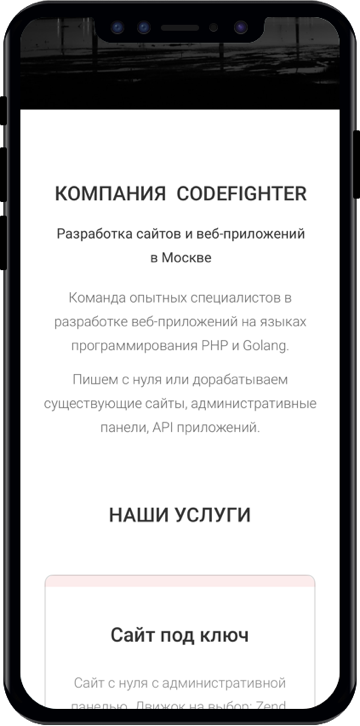 КОМПАНИЯ CODEFIGHTER
Разработка сайтов и веб-приложений
в Москве
Команда опытных специалистов в
разработке веб-приложений на языках
программирования PHP и Golang.
Пишем с нуля или дорабатываем
существующие сайты, административные
панели, API приложений.
НАШИ УСЛУГИ
Сайт под ключ
Сайт с нуля с административной
панелью. Движок на выбор: Zend